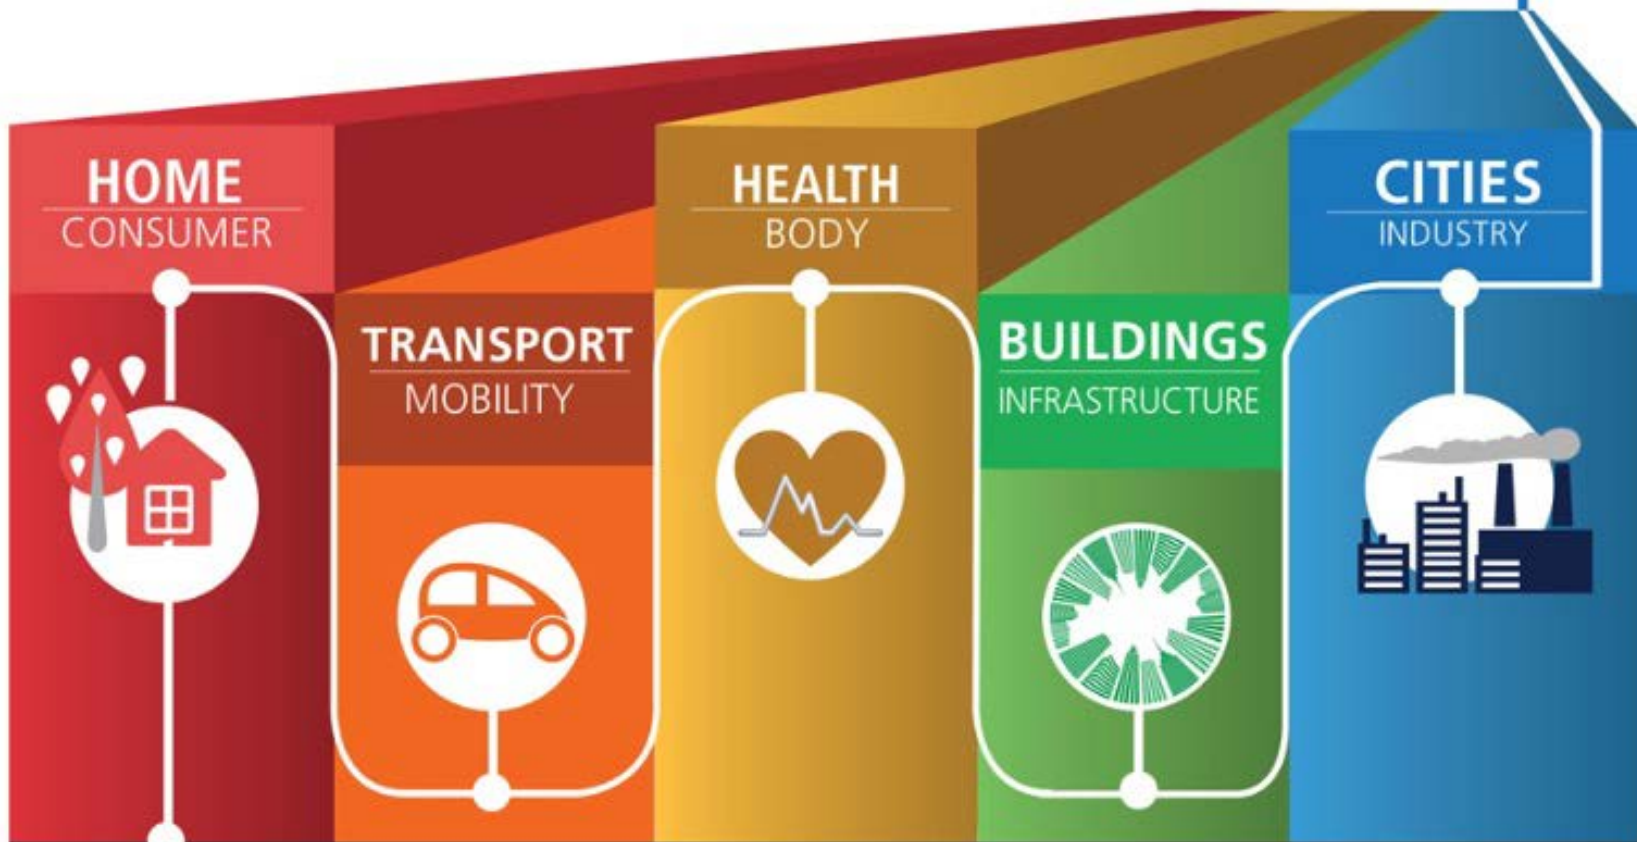 HOME
CONSUMER
TRANSPORT
MOBILITY
HEALTH
BODY
BUILDINGS
INFRASTRUCTURE
CITIES
INDUSTRY